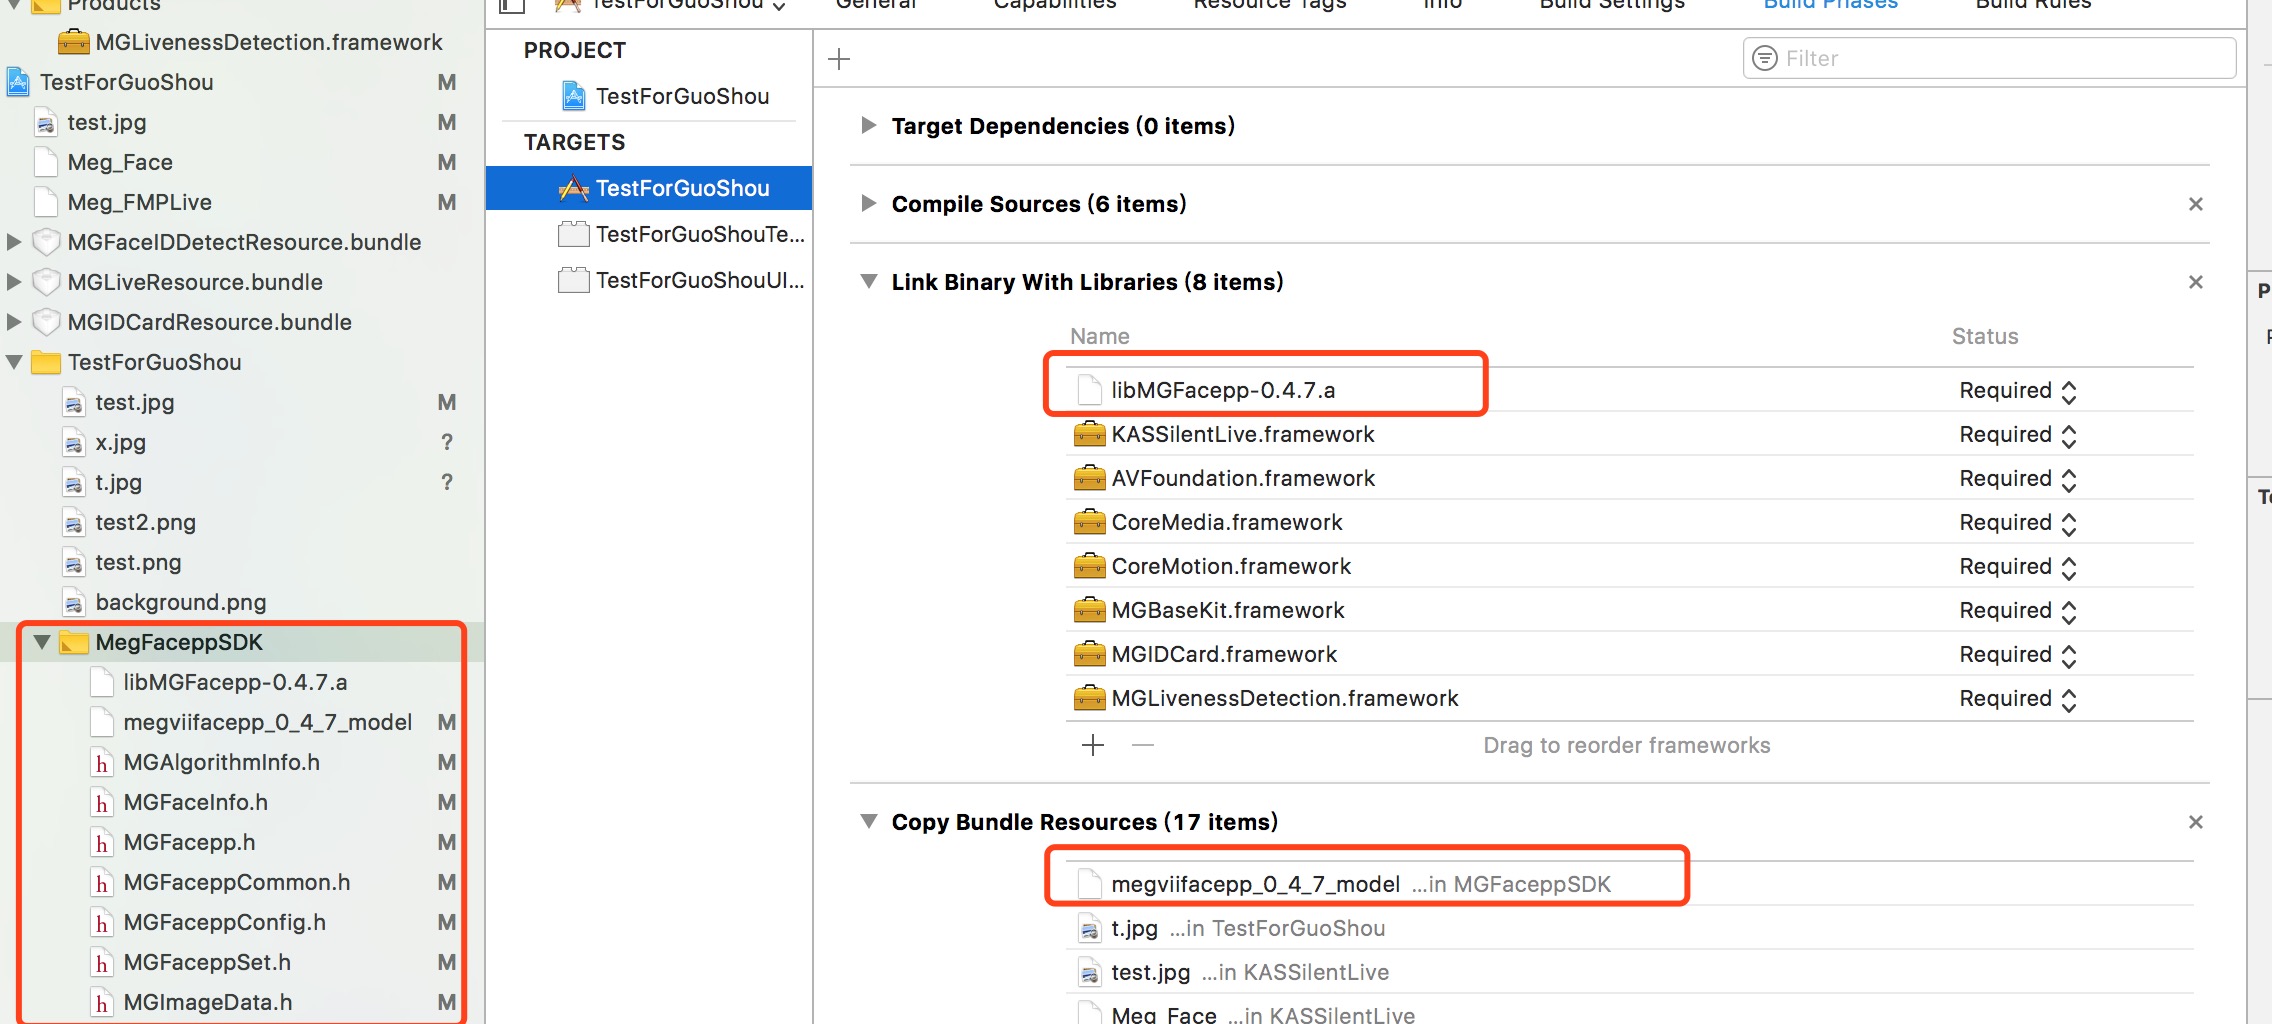 Products
MGLivenessDetection.framework
TestForGuoShou M
test.jpg M
Meg_Face M
Meg_FMPLive M
MGFaceIDDetectResource.bundle
MGLiveResource.bundle
MGIDCardResource.bundle
TestForGuoShou
test.jpg M
x.jpg ?
t.jpg ?
test2.png
test.png
background.png
MegFaceppSDK
libMGFacepp-0.4.7.a
megviifacepp_0_4_7_model M
MGAlgorithmInfo.h M
MGFaceInfo.h M
MGFacepp.h M
MGFaceppCommon.h M
MGFaceppConfig.h M
MGFaceppSet.h M
MGImageData.h M
TestForGuoShou General Capabilities Resource Tags Info Build Settings Build Phases Build Rules
PROJECT
TestForGuoShou
TARGETS
TestForGuoShou
TestForGuoShouTe...
TestForGuoShouUI...
Filter
Target Dependencies (0 items)
Compile Sources (6 items)
Link Binary With Libraries (8 items)
Name Status
libMGFacepp-0.4.7.a Required
KASSilentLive.framework Required
AVFoundation.framework Required
CoreMedia.framework Required
CoreMotion.framework Required
MGBaseKit.framework Required
MGIDCard.framework Required
MGLivenessDetection.framework Required
Drag to reorder frameworks
Copy Bundle Resources (17 items)
megviifacepp_0_4_7_model ...in MGFaceppSDK
t.jpg ...in TestForGuoShou
test.jpg ...in KASSilentLive
Meg_Face ...in KASSilentLive